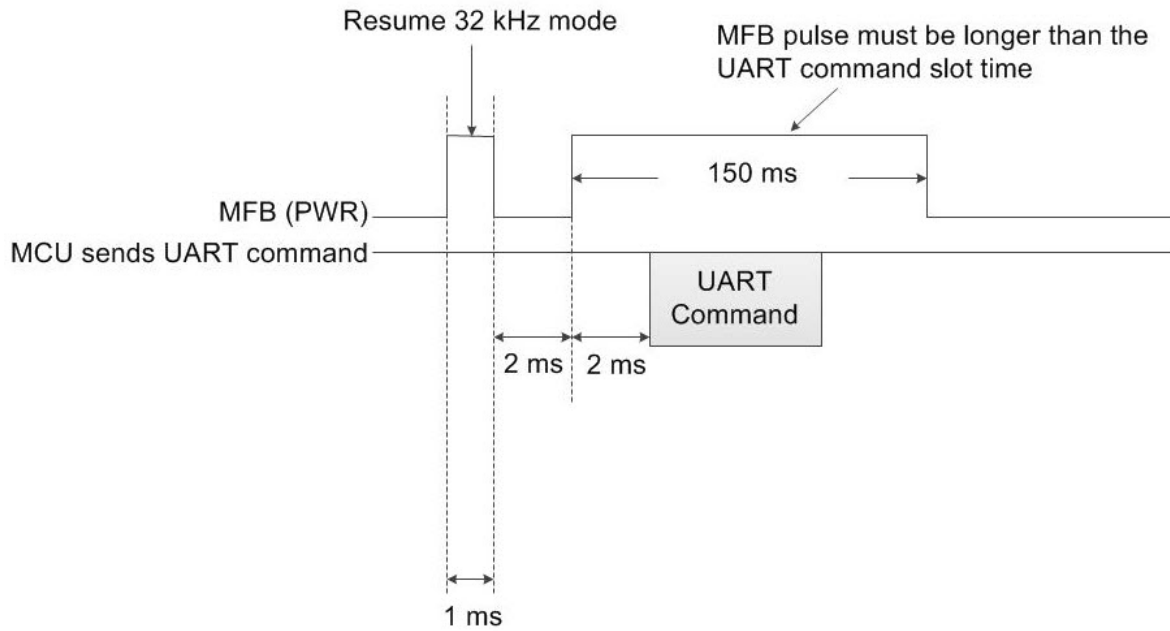 Resume 32 kHz mode
MFB pulse must be longer than the
UART command slot time
150 ms
MFB (PWR)
MCU sends UART command
UART
Command
2 ms
2 ms
1 ms